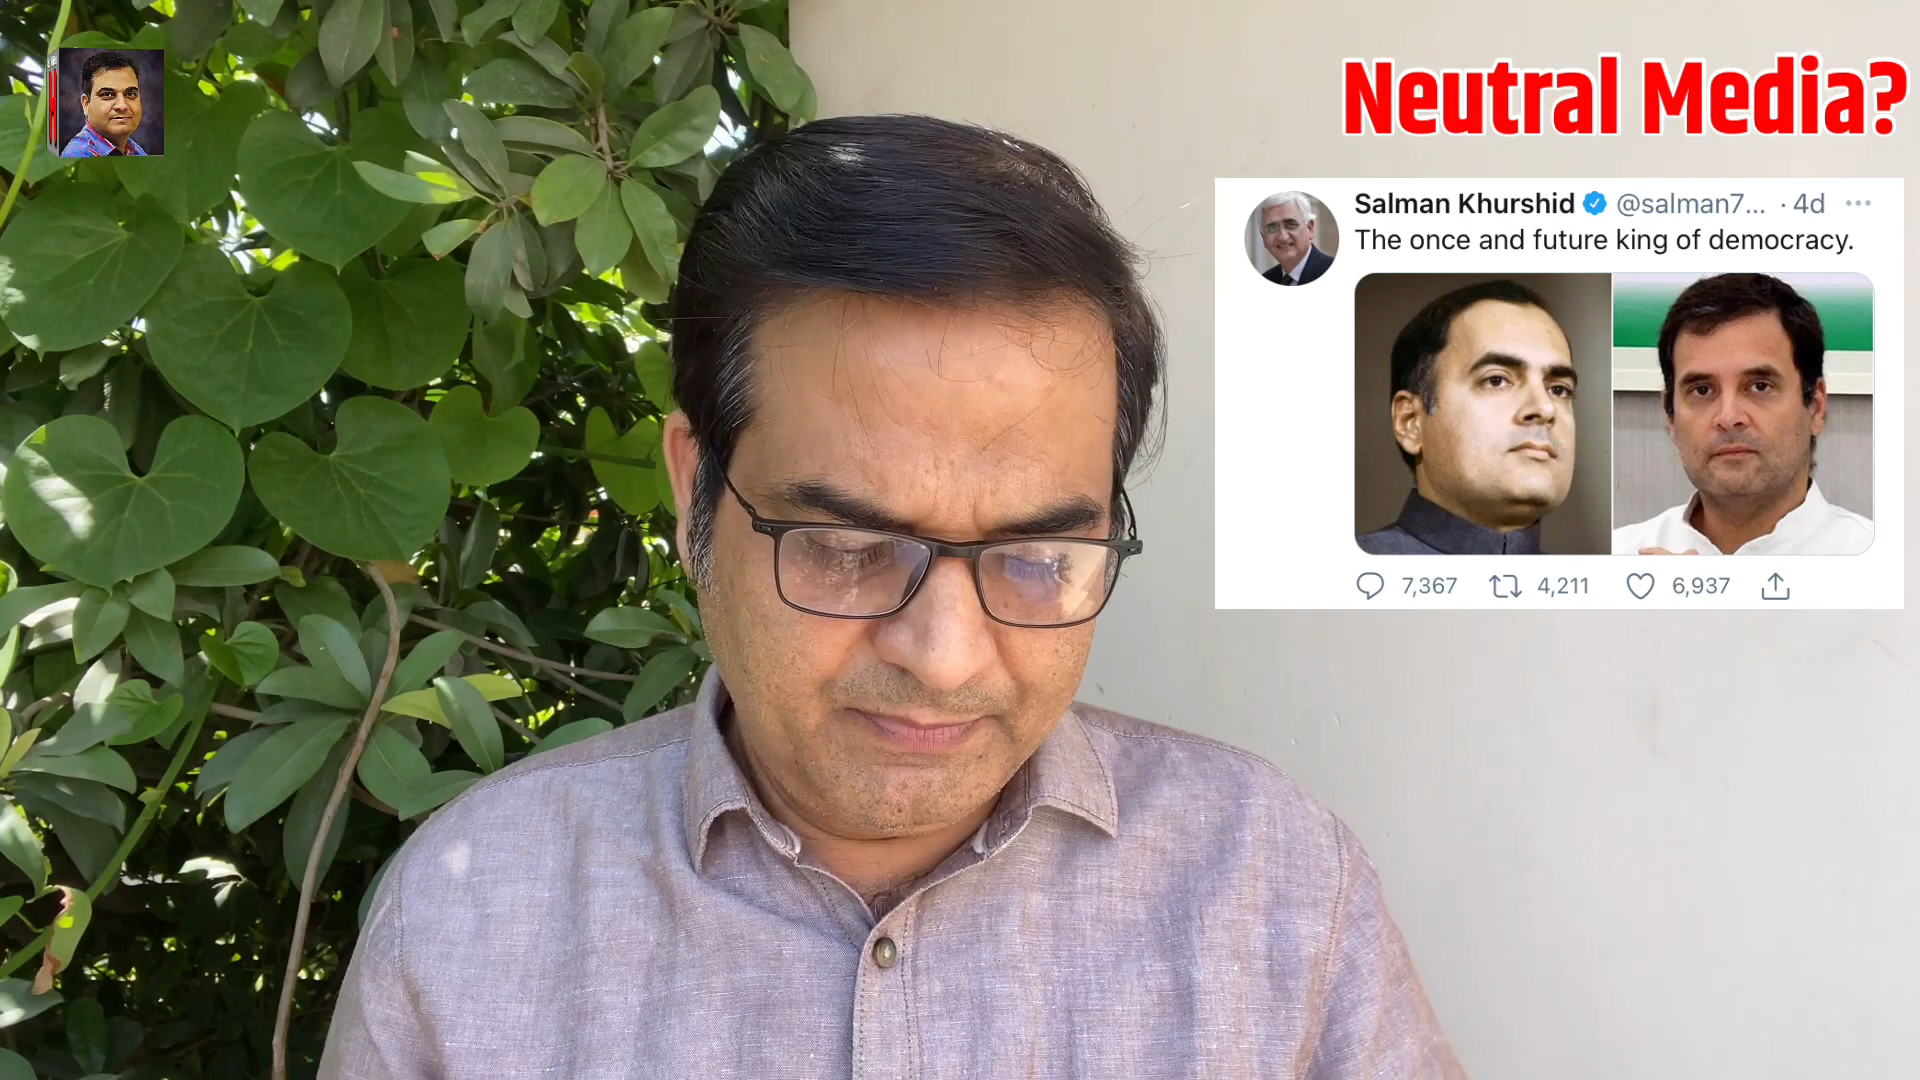 Neutral Media?
Salman Khurshid @salman7... · 4d
The once and future king of democracy.
7,367 4,211 6,937